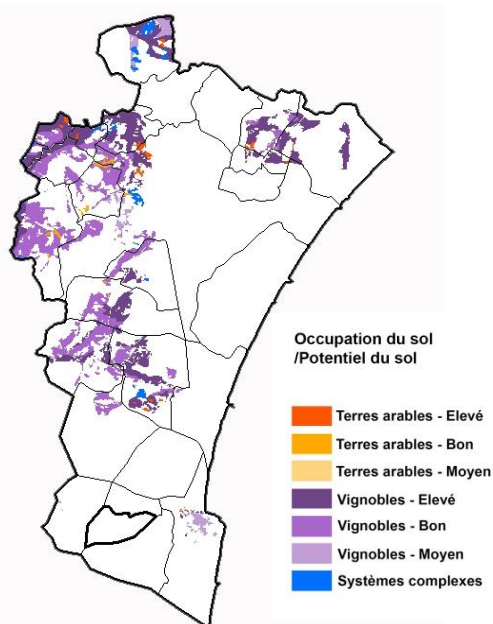 Occupation du sol
/Potentiel du sol
Terres arables - Elevé
Terres arables - Bon
Terres arables - Moyen
Vignobles - Elevé
Vignobles - Bon
Vignobles - Moyen
Systèmes complexes